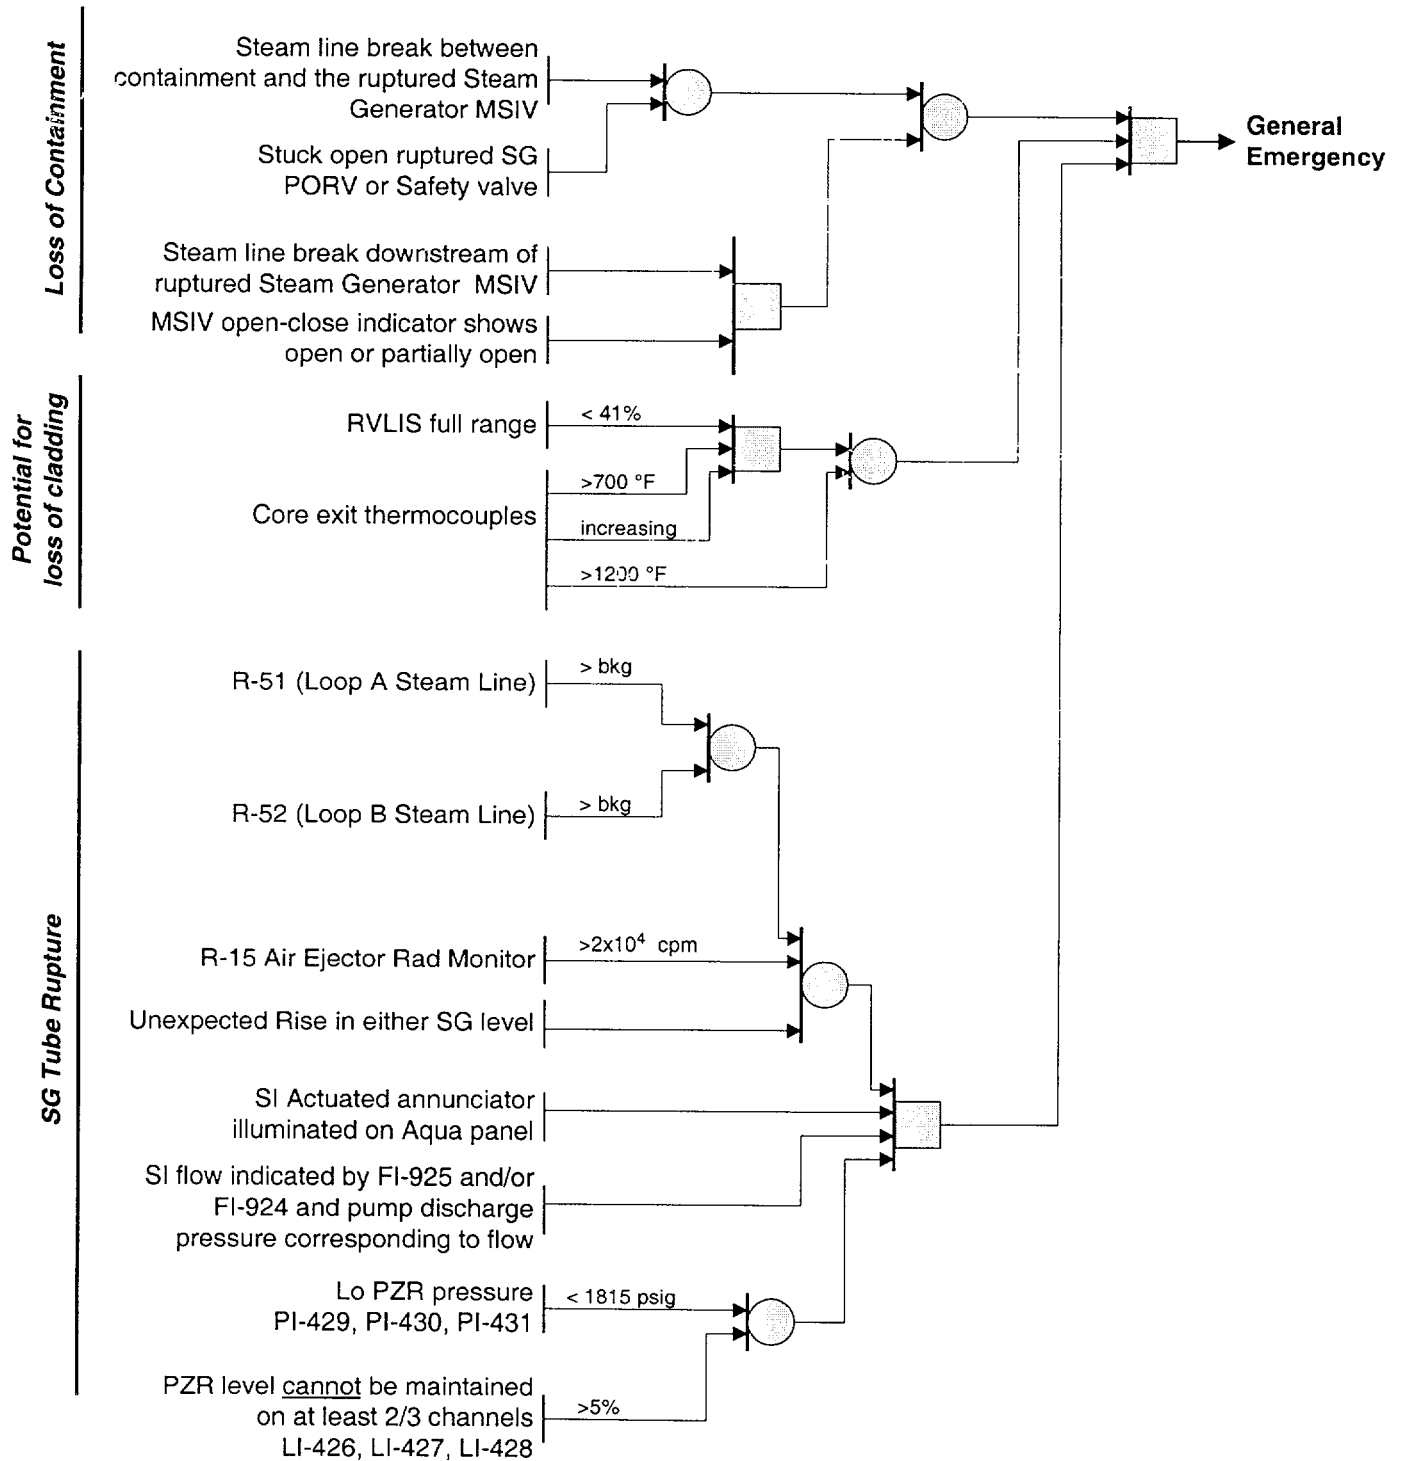 Loss of Containment
Steam line break between
containment and the ruptured Steam
Generator MSIV
Stuck open ruptured SG
PORV or Safety valve
Steam line break downstream of
ruptured Steam Generator MSIV
MSIV open-close indicator shows
open or partially open
General
Emergency
Potential for
loss of cladding
RVLIS full range
< 41%
Core exit thermocouples
>700 °F
increasing
>1200 °F
SG Tube Rupture
R-51 (Loop A Steam Line)
> bkg
R-52 (Loop B Steam Line)
> bkg
R-15 Air Ejector Rad Monitor
>2x10⁴ cpm
Unexpected Rise in either SG level
SI Actuated annunciator
illuminated on Aqua panel
SI flow indicated by FI-925 and/or
FI-924 and pump discharge
pressure corresponding to flow
Lo PZR pressure
PI-429, PI-430, PI-431
< 1815 psig
PZR level cannot be maintained
on at least 2/3 channels
LI-426, LI-427, LI-428
>5%